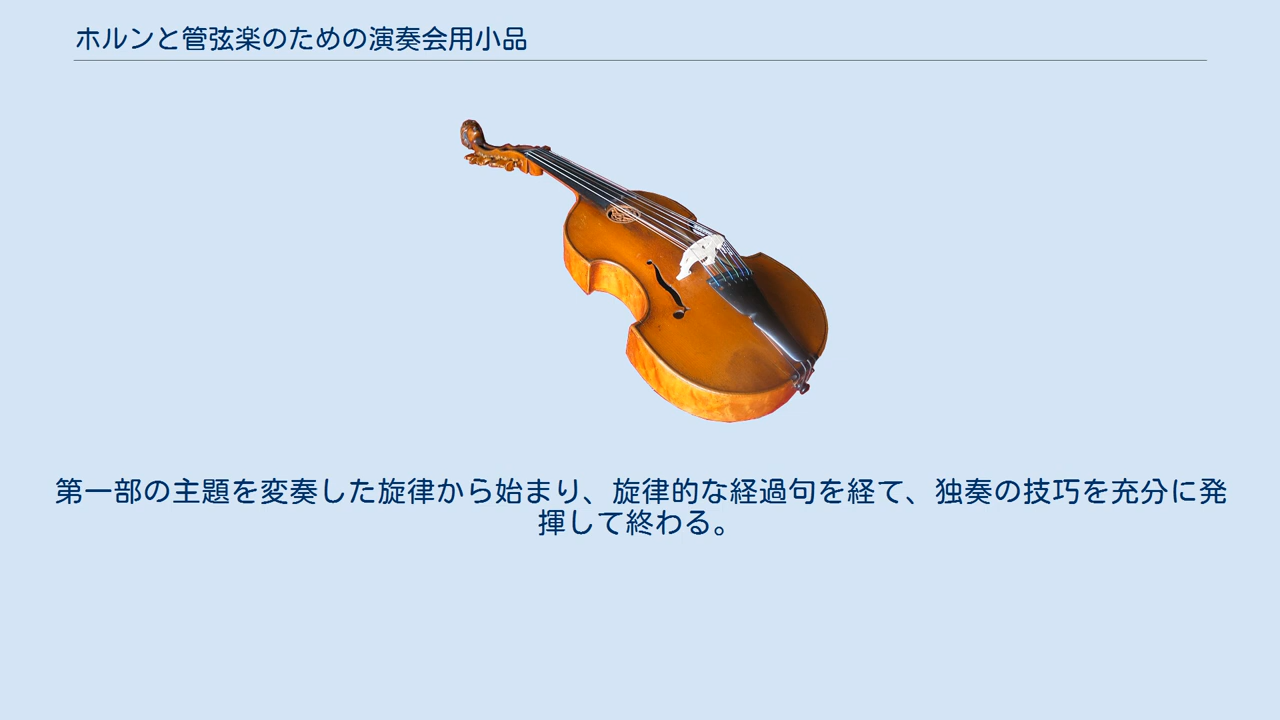 ホルンと管弦楽のための演奏会用小品
第一部の主題を変奏した旋律から始まり、旋律的な経過句を経て、独奏の技巧を充分に発
揮して終わる。